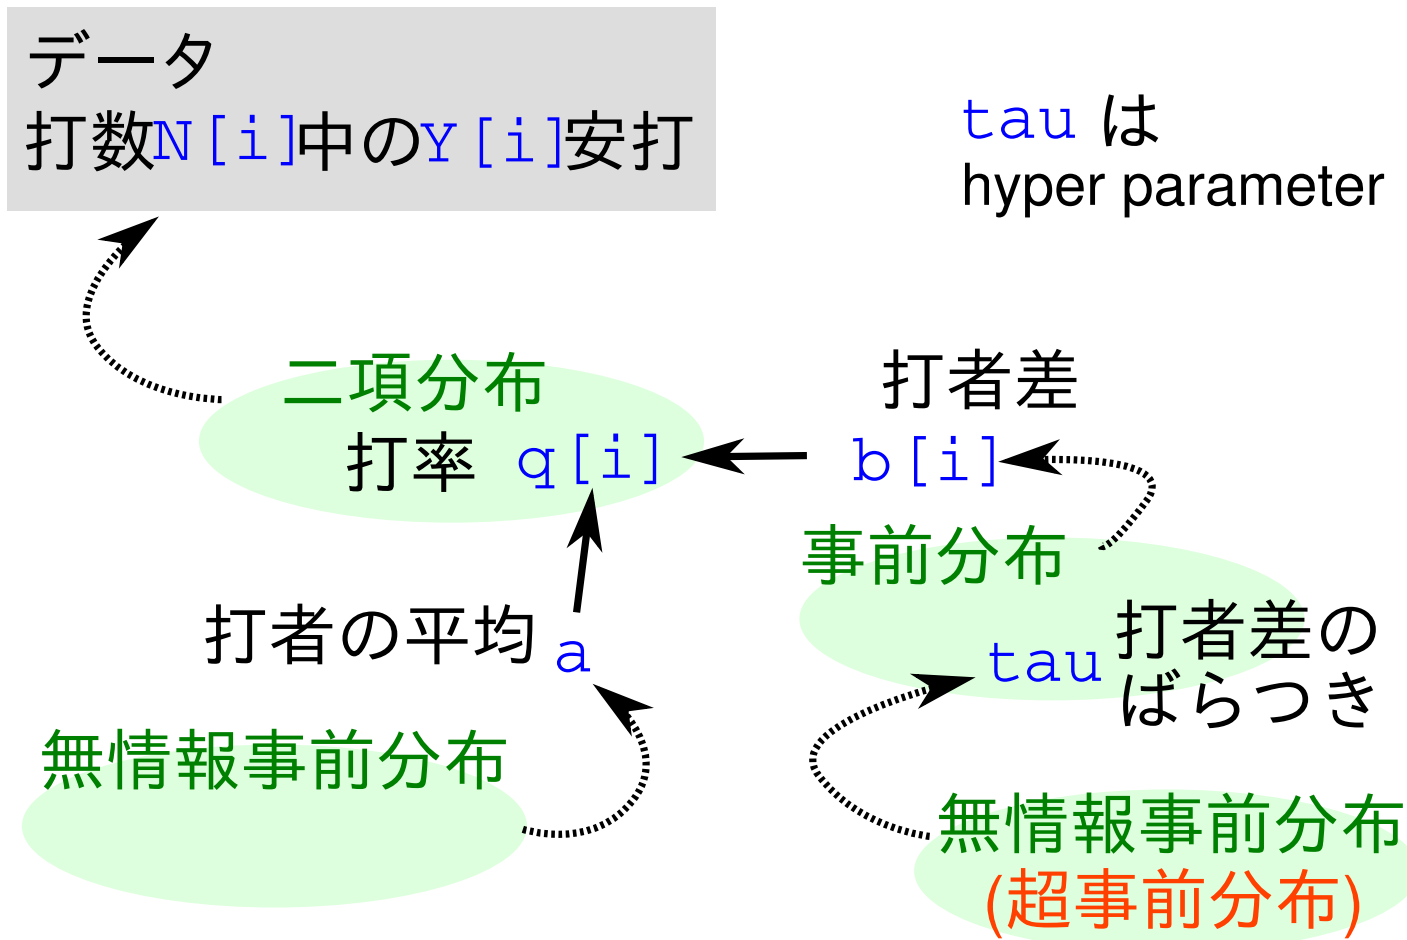 データ
打数N[i]中のY[i]安打
tau は
hyper parameter
二項分布
打率 q[i]
打者差
b[i]
事前分布
打者差の
tau
ばらつき
打者の平均 a
無情報事前分布
無情報事前分布
(超事前分布)